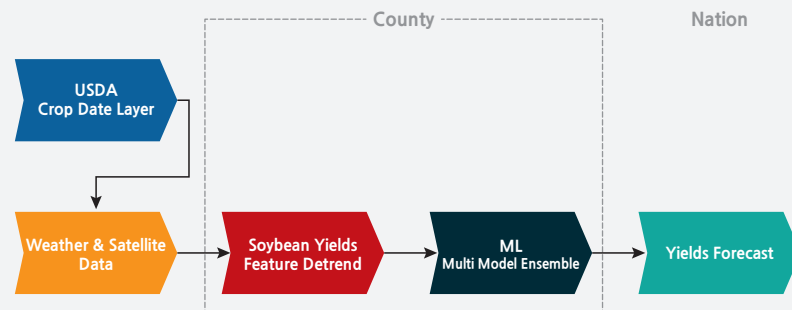 County
Nation
USDA
Crop Date Layer
Weather & Satellite
Data
Soybean Yields
Feature Detrend
ML
Multi Model Ensemble
Yields Forecast